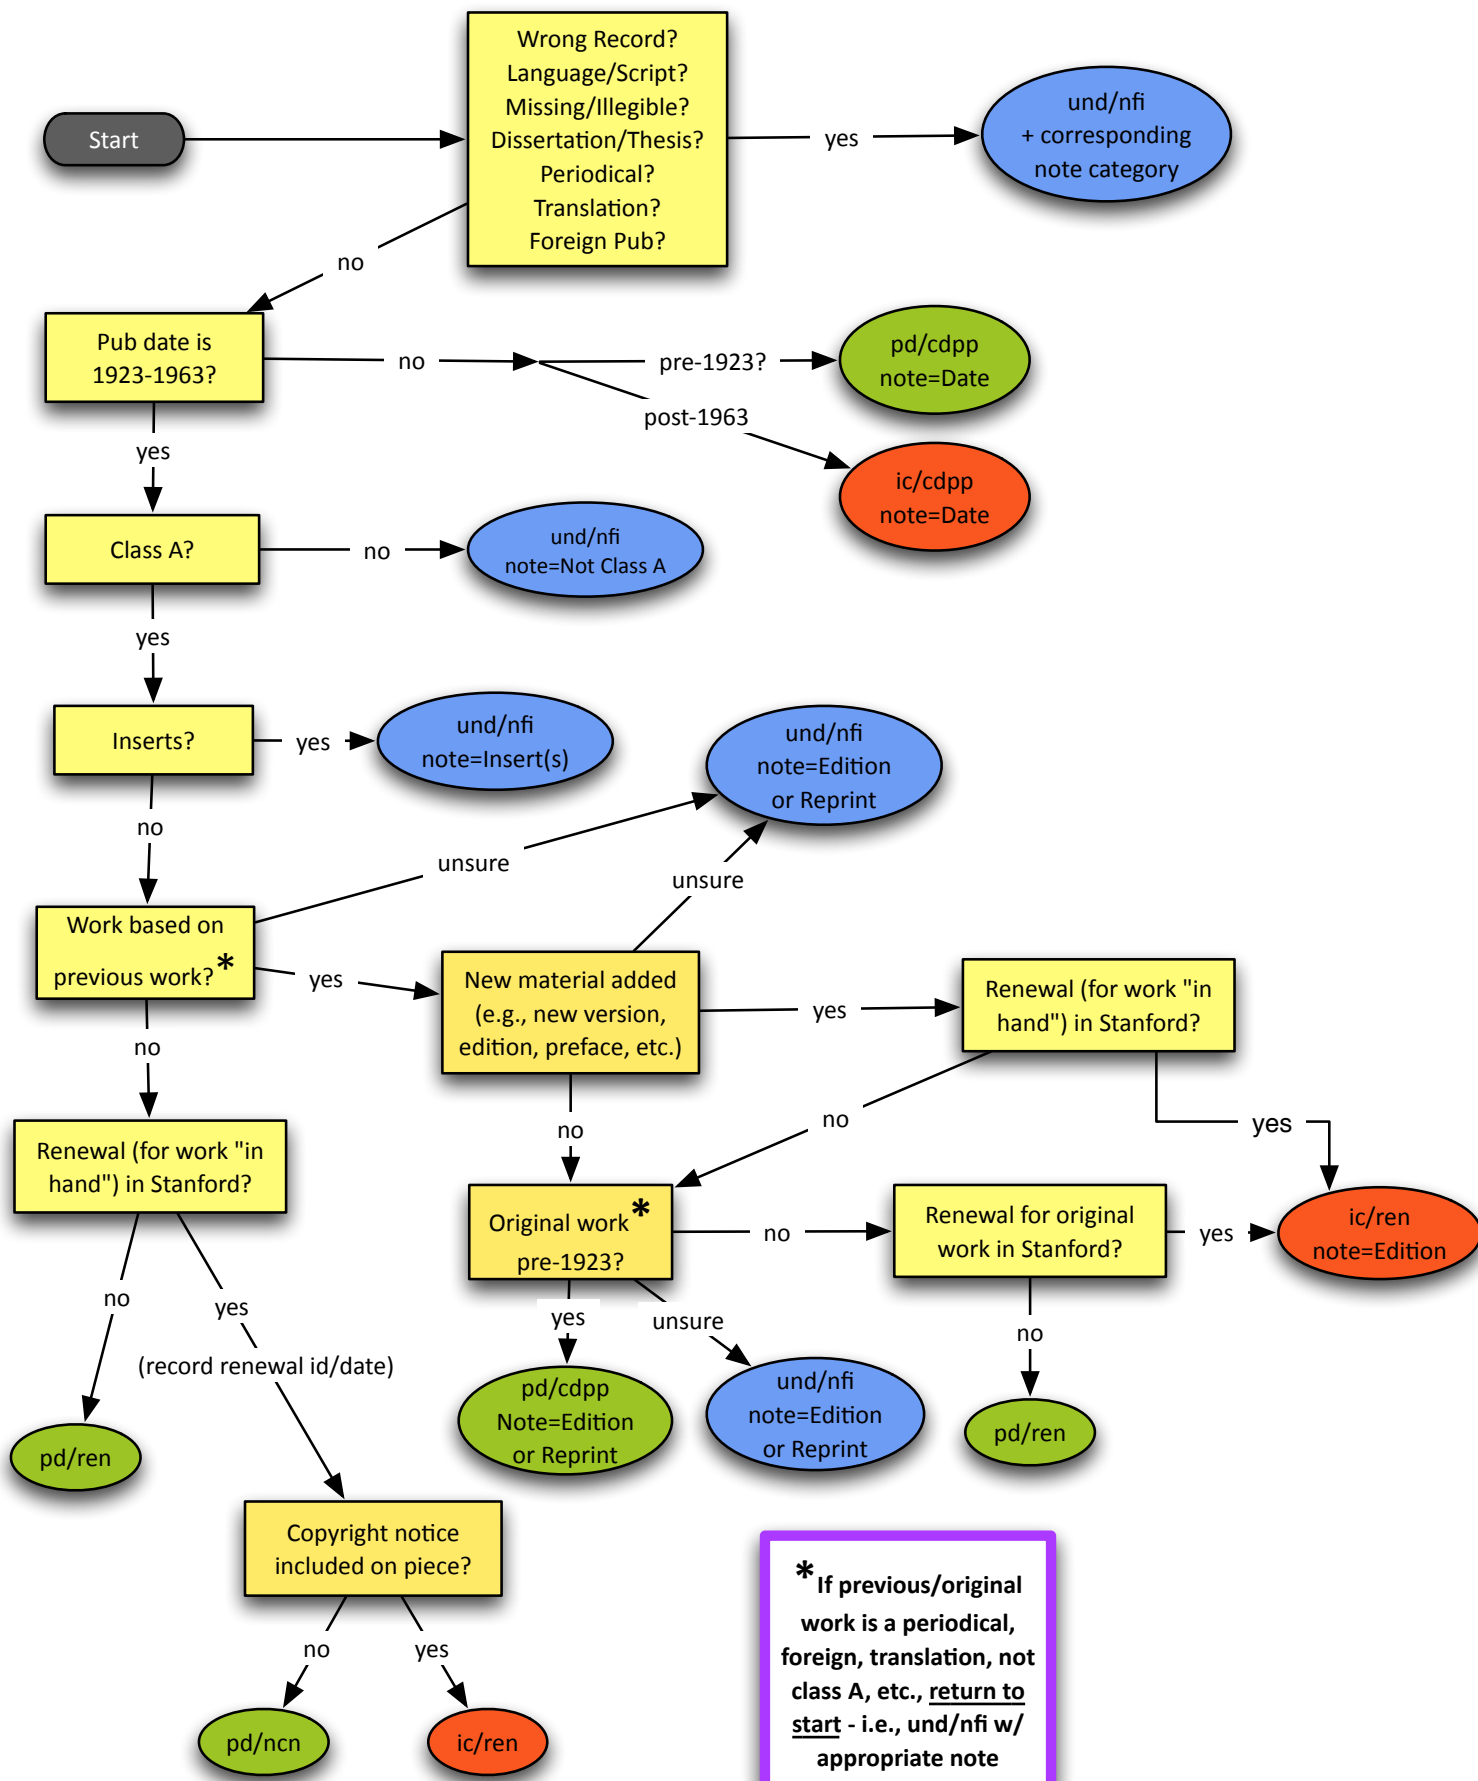 Start
Wrong Record?
Language/Script?
Missing/Illegible?
Dissertation/Thesis?
Periodical?
Translation?
Foreign Pub?
yes
und/nfi
+ corresponding
note category
no
Pub date is
1923-1963?
no
pre-1923?
pd/cdpp
note=Date
post-1963
ic/cdpp
note=Date
yes
Class A?
no
und/nfi
note=Not Class A
yes
Inserts?
yes
und/nfi
note=Insert(s)
und/nfi
note=Edition
or Reprint
no
unsure
unsure
Work based on
previous work?*
yes
New material added
(e.g., new version,
edition, preface, etc.)
yes
Renewal (for work "in
hand") in Stanford?
no
no
no
yes
Renewal (for work "in
hand") in Stanford?
Original work*
pre-1923?
no
Renewal for original
work in Stanford?
yes
ic/ren
note=Edition
no
yes
(record renewal id/date)
yes
unsure
no
pd/ren
pd/cdpp
Note=Edition
or Reprint
und/nfi
note=Edition
or Reprint
pd/ren
Copyright notice
included on piece?
no
yes
pd/ncn
ic/ren
*If previous/original
work is a periodical,
foreign, translation, not
class A, etc., return to
start - i.e., und/nfi w/
appropriate note